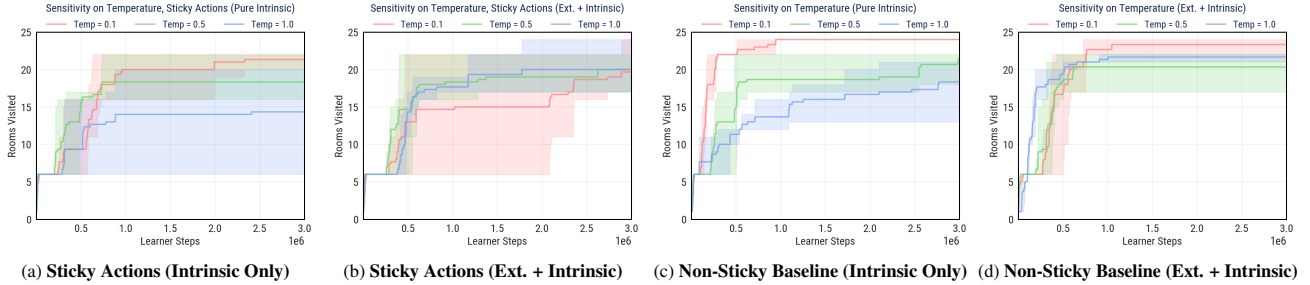 Sensitivity on Temperature, Sticky Actions (Pure Intrinsic)
Temp = 0.1 Temp = 0.5 Temp = 1.0
25
20
15
10
5
0
Rooms Visited
0.5 1.0 1.5 2.0 2.5 3.0
Learner Steps
1e6
(a) Sticky Actions (Intrinsic Only)
Sensitivity on Temperature, Sticky Actions (Ext. + Intrinsic)
Temp = 0.1 Temp = 0.5 Temp = 1.0
25
20
15
10
5
0
Rooms Visited
0.5 1.0 1.5 2.0 2.5 3.0
Learner Steps
1e6
(b) Sticky Actions (Ext. + Intrinsic)
Sensitivity on Temperature (Pure Intrinsic)
Temp = 0.1 Temp = 0.5 Temp = 1.0
25
20
15
10
5
0
Rooms Visited
0.5 1.0 1.5 2.0 2.5 3.0
Learner Steps
1e6
(c) Non-Sticky Baseline (Intrinsic Only)
Sensitivity on Temperature (Ext. + Intrinsic)
Temp = 0.1 Temp = 0.5 Temp = 1.0
25
20
15
10
5
0
Rooms Visited
0.5 1.0 1.5 2.0 2.5 3.0
Learner Steps
1e6
(d) Non-Sticky Baseline (Ext. + Intrinsic)